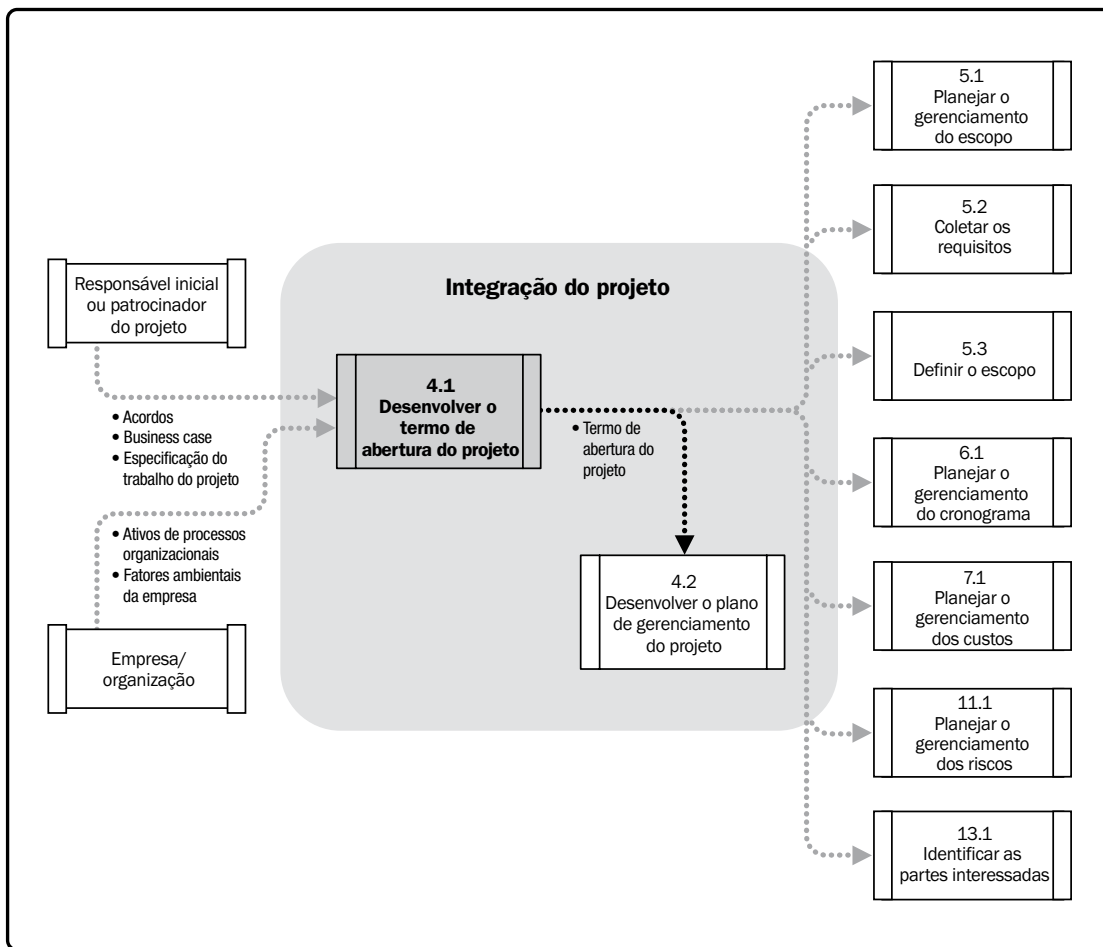 Responsável inicial
ou patrocinador
do projeto
• Acordos
• Business case
• Especificação do
trabalho do projeto
• Ativos de processos
organizacionais
• Fatores ambientais
da empresa
Empresa/
organização
Integração do projeto
4.1
Desenvolver o
termo de
abertura do projeto
• Termo de
abertura do
projeto
4.2
Desenvolver o plano
de gerenciamento
do projeto
5.1
Planejar o
gerenciamento
do escopo
5.2
Coletar os
requisitos
5.3
Definir o escopo
6.1
Planejar o
gerenciamento
do cronograma
7.1
Planejar o
gerenciamento
dos custos
11.1
Planejar o
gerenciamento
dos riscos
13.1
Identificar as
partes interessadas